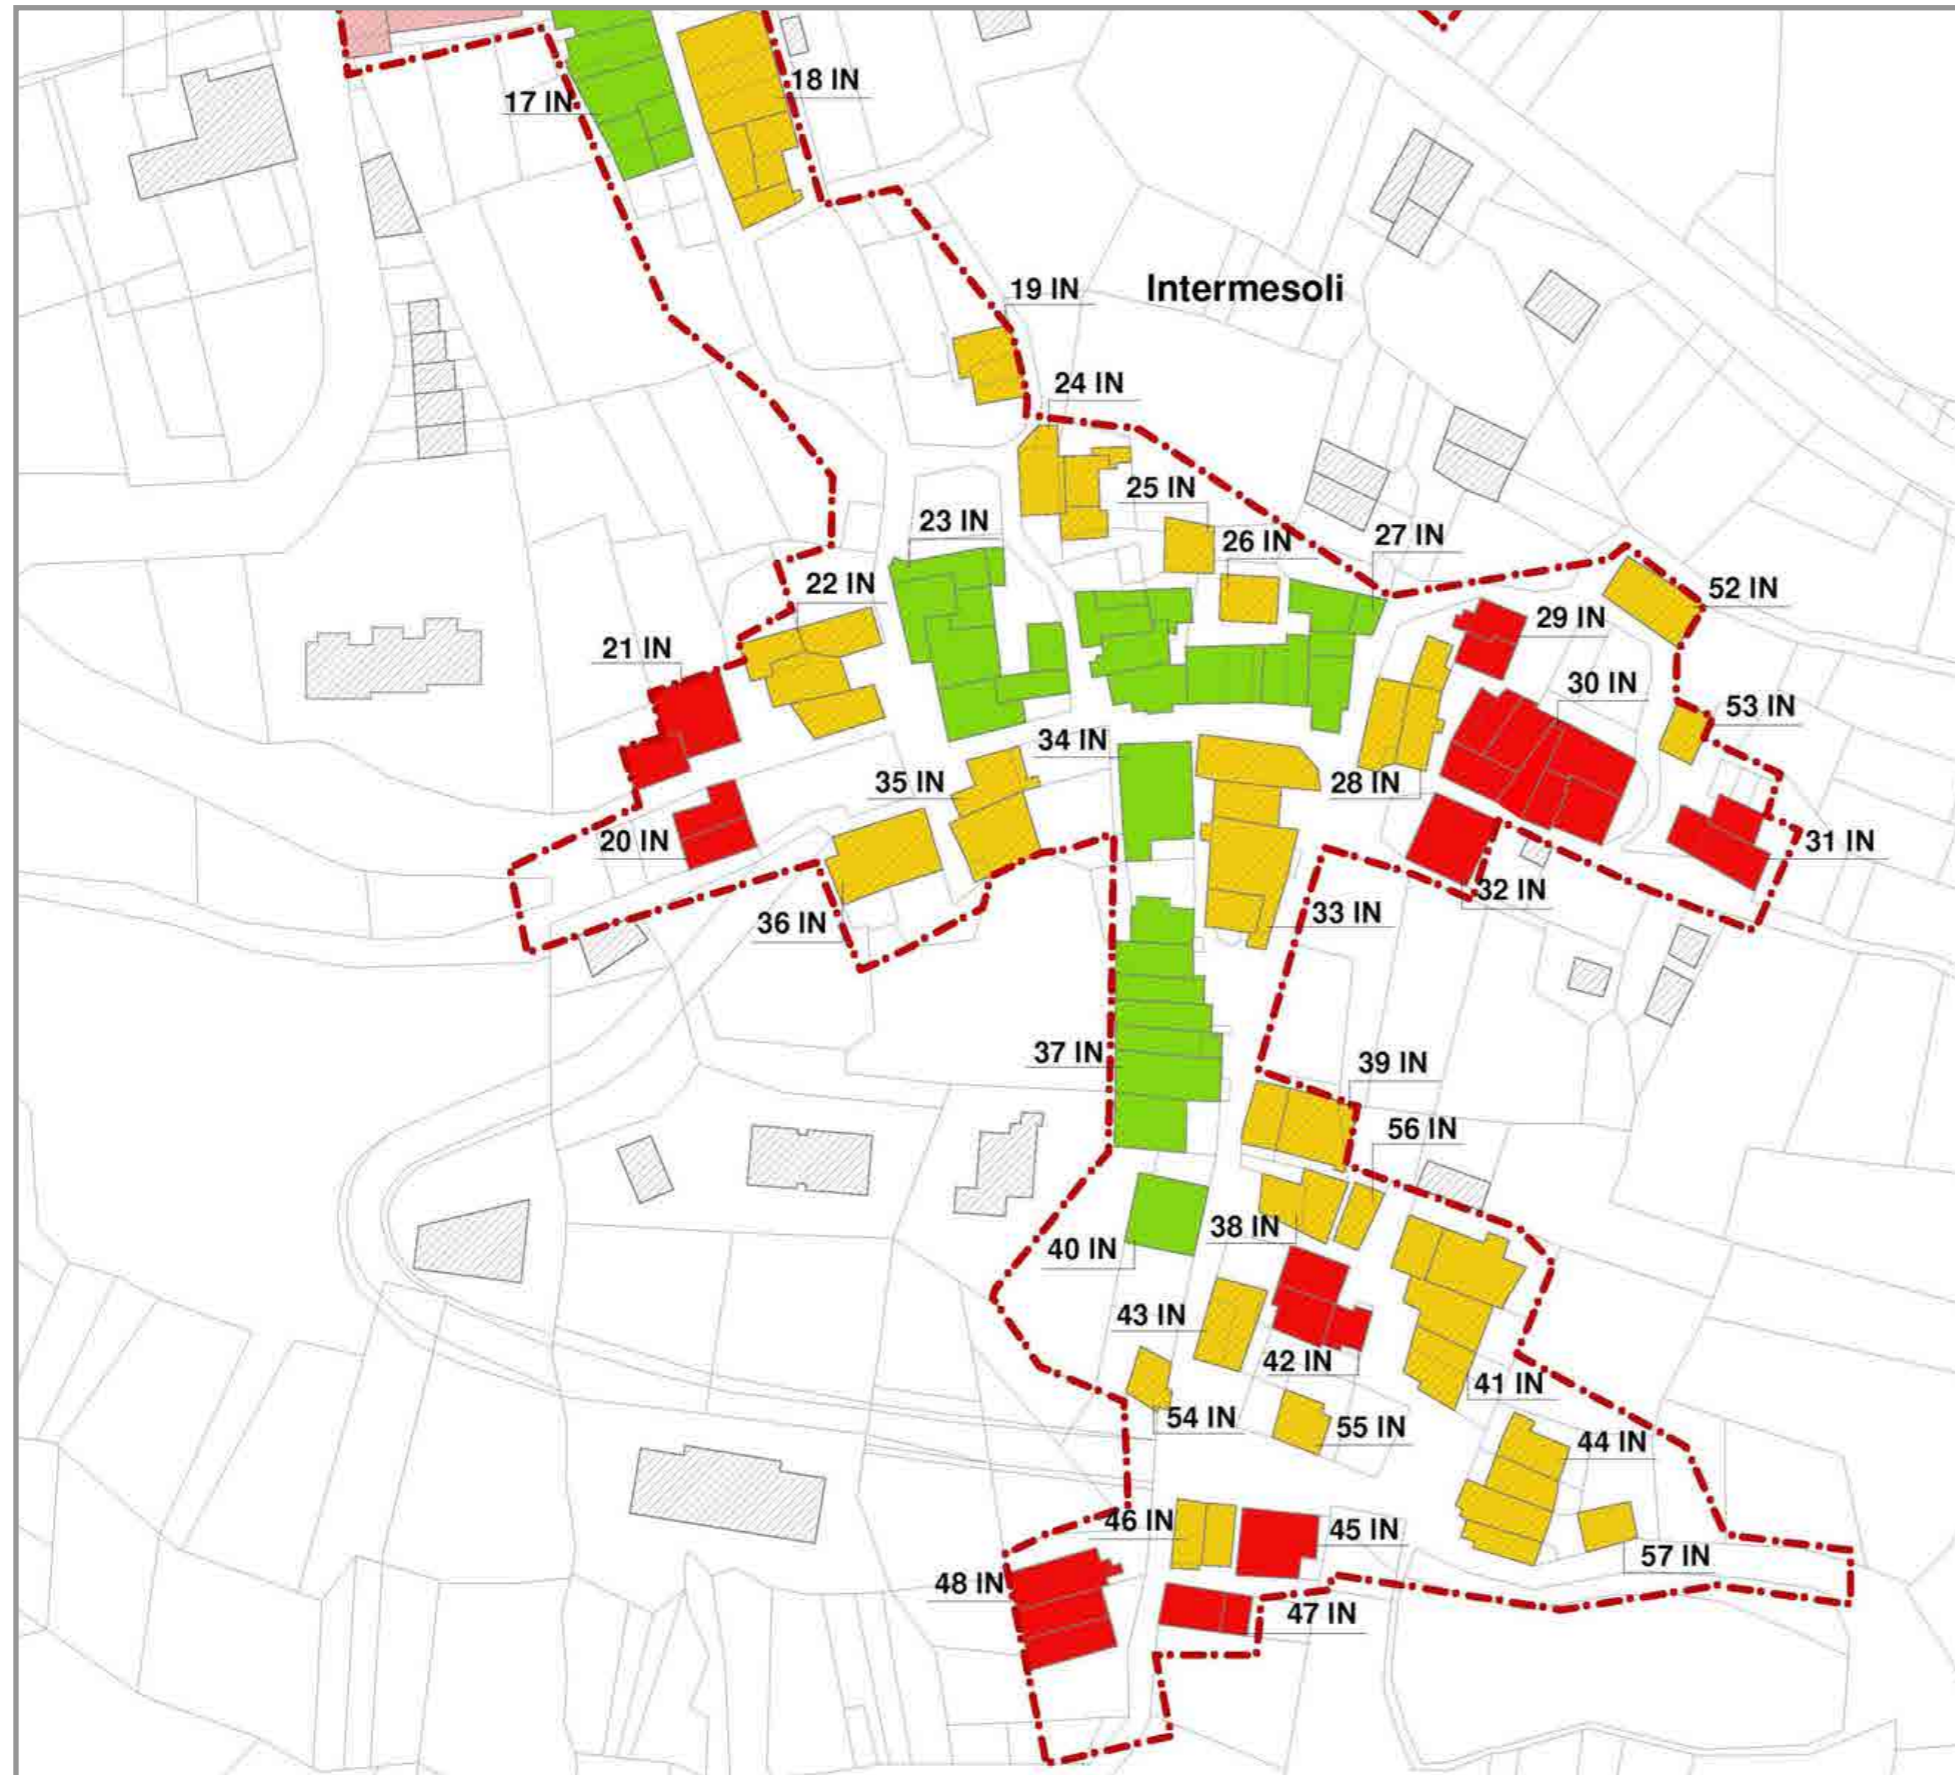 18 IN
17 IN
Intermesoli
19 IN
24 IN
25 IN
23 IN
26 IN
27 IN
22 IN
52 IN
29 IN
21 IN
30 IN
53 IN
34 IN
35 IN
28 IN
20 IN
31 IN
32 IN
33 IN
36 IN
37 IN
39 IN
56 IN
38 IN
40 IN
43 IN
42 IN
41 IN
54 IN
55 IN
44 IN
46 IN
45 IN
57 IN
48 IN
47 IN